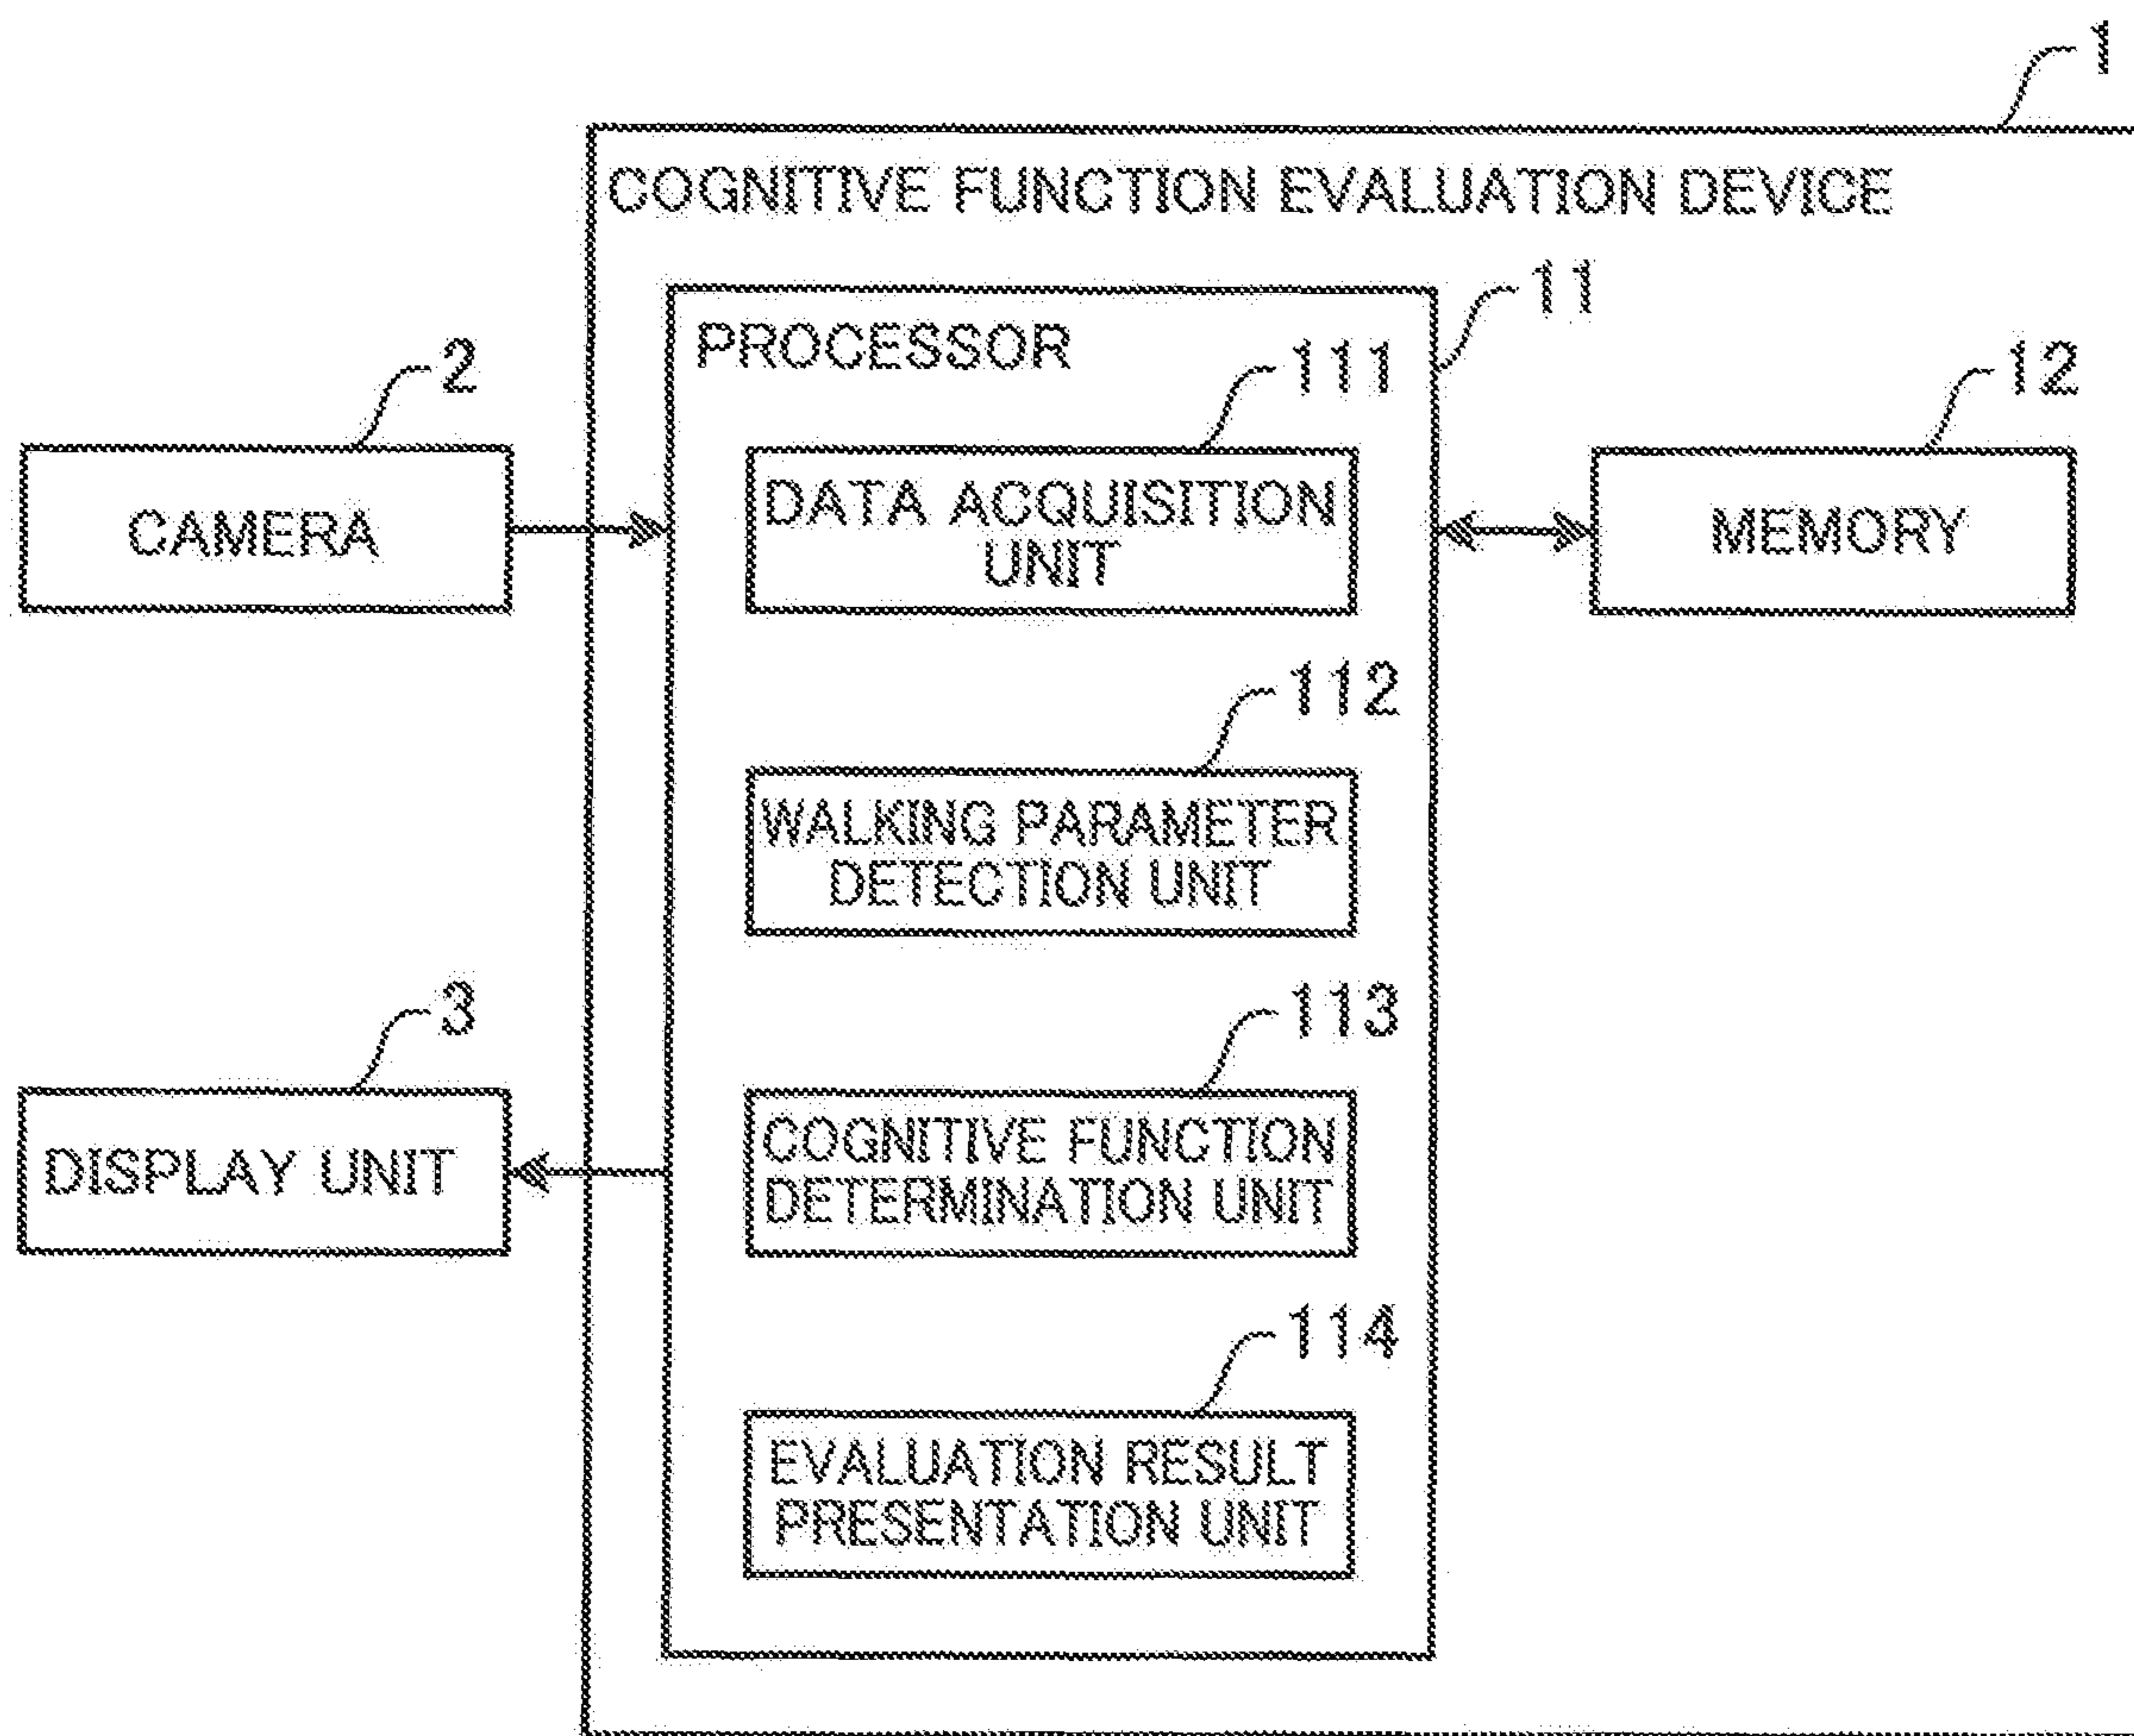 1
COGNITIVE FUNCTION EVALUATION DEVICE
11
PROCESSOR
2
111
12
CAMERA
DATA ACQUISITION
UNIT
MEMORY
112
WALKING PARAMETER
DETECTION UNIT
3
113
DISPLAY UNIT
COGNITIVE FUNCTION
DETERMINATION UNIT
114
EVALUATION RESULT
PRESENTATION UNIT